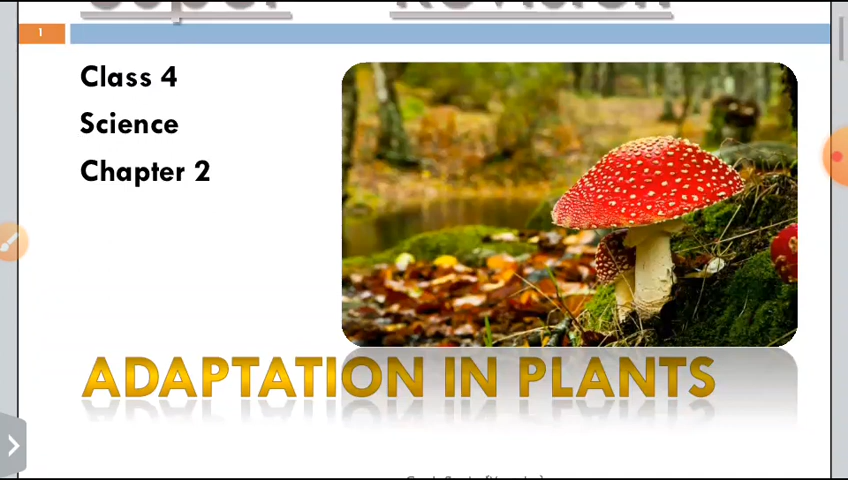 1
Class 4
Science
Chapter 2
ADAPTATION IN PLANTS